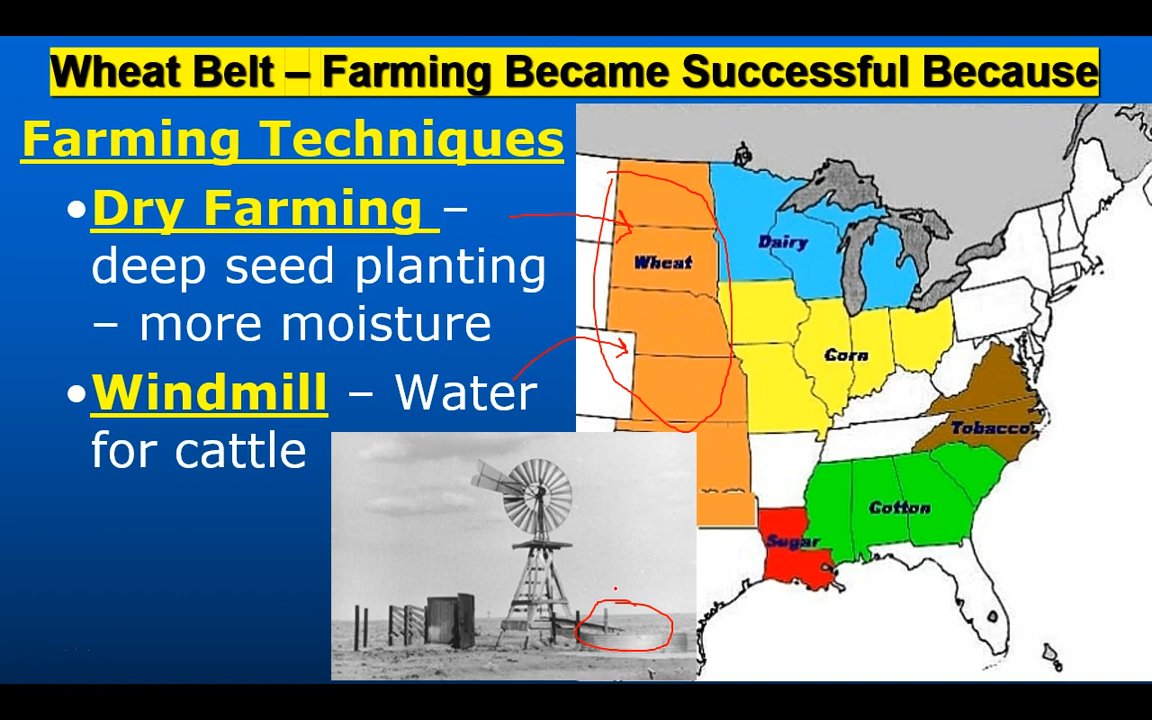 Wheat Belt – Farming Became Successful Because
Farming Techniques
•Dry Farming –
deep seed planting
– more moisture
•Windmill – Water
for cattle
Wheat
Dairy
Corn
Tobacco
Cotton
Sugar